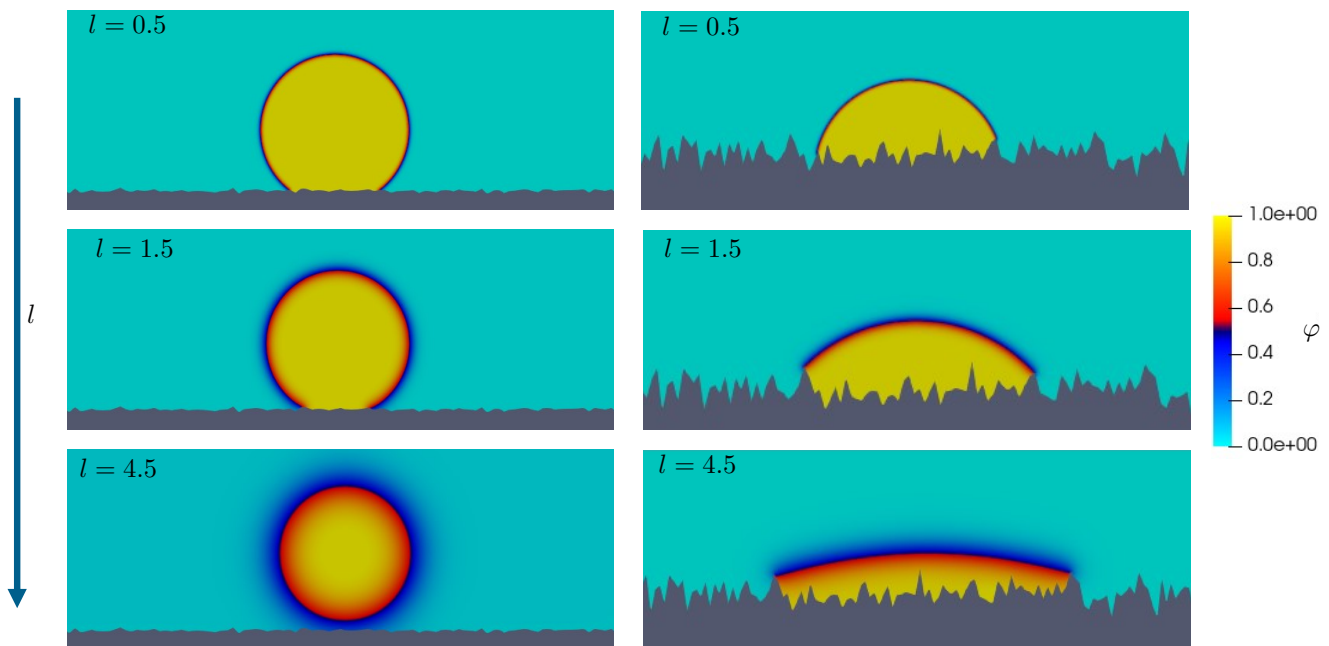 l = 0.5
l = 0.5
l = 1.5
l = 1.5
l = 4.5
l = 4.5
l
1.0e+00
0.8
0.6
0.4
0.2
0.0e+00
φ